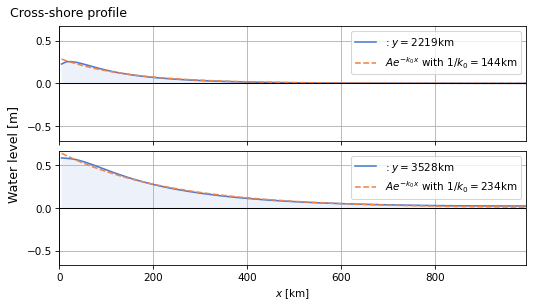 Cross-shore profile
Water level [m]
0.5
0.0
−0.5
: y = 2219km
Ae^{−k₀x} with 1/k₀ = 144km
0.5
0.0
−0.5
: y = 3528km
Ae^{−k₀x} with 1/k₀ = 234km
0 200 400 600 800
x [km]